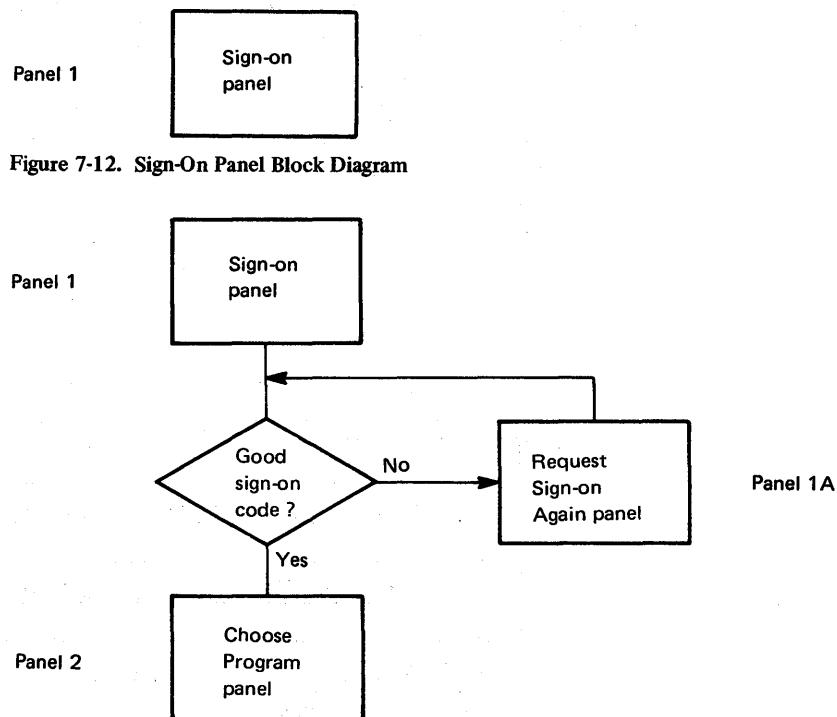 Panel 1
Sign-on
panel
Figure 7-12. Sign-On Panel Block Diagram
Panel 1
Sign-on
panel
Good
sign-on
code ?
No
Request
Sign-on
Again panel
Panel 1A
Yes
Panel 2
Choose
Program
panel